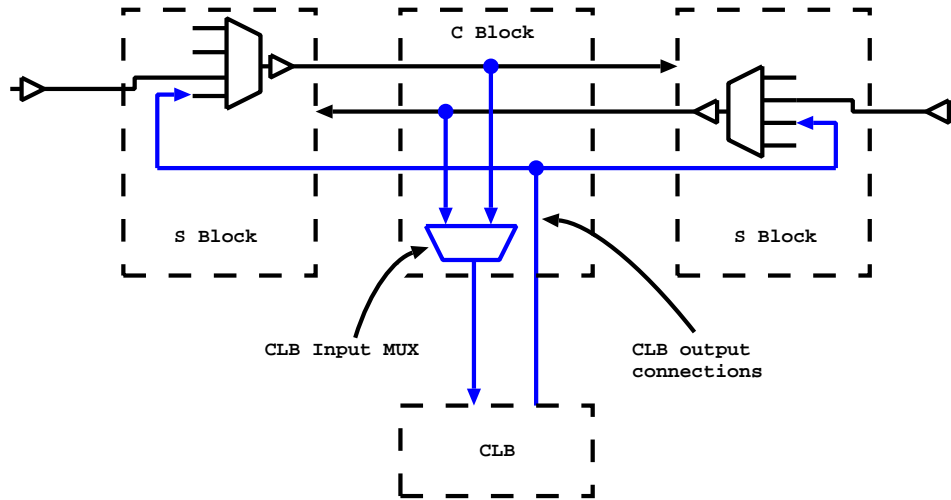 C Block
S Block
S Block
CLB Input MUX
CLB output
connections
CLB